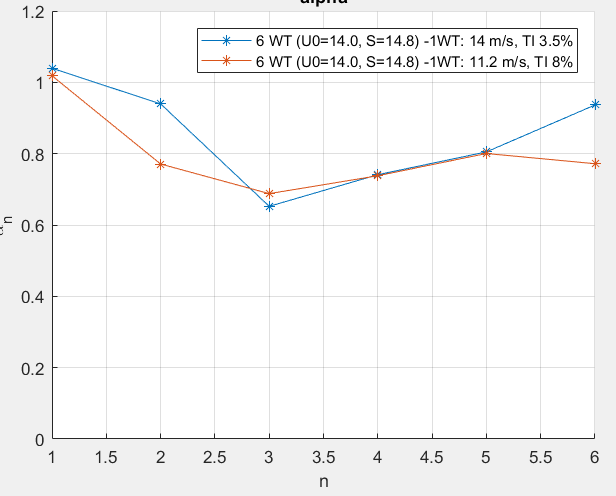 alpha
6 WT (U0=14.0, S=14.8) -1WT: 14 m/s, TI 3.5%
6 WT (U0=14.0, S=14.8) -1WT: 11.2 m/s, TI 8%
1.2
1
0.8
0.6
0.4
0.2
0
n
1 1.5 2 2.5 3 3.5 4 4.5 5 5.5 6
n